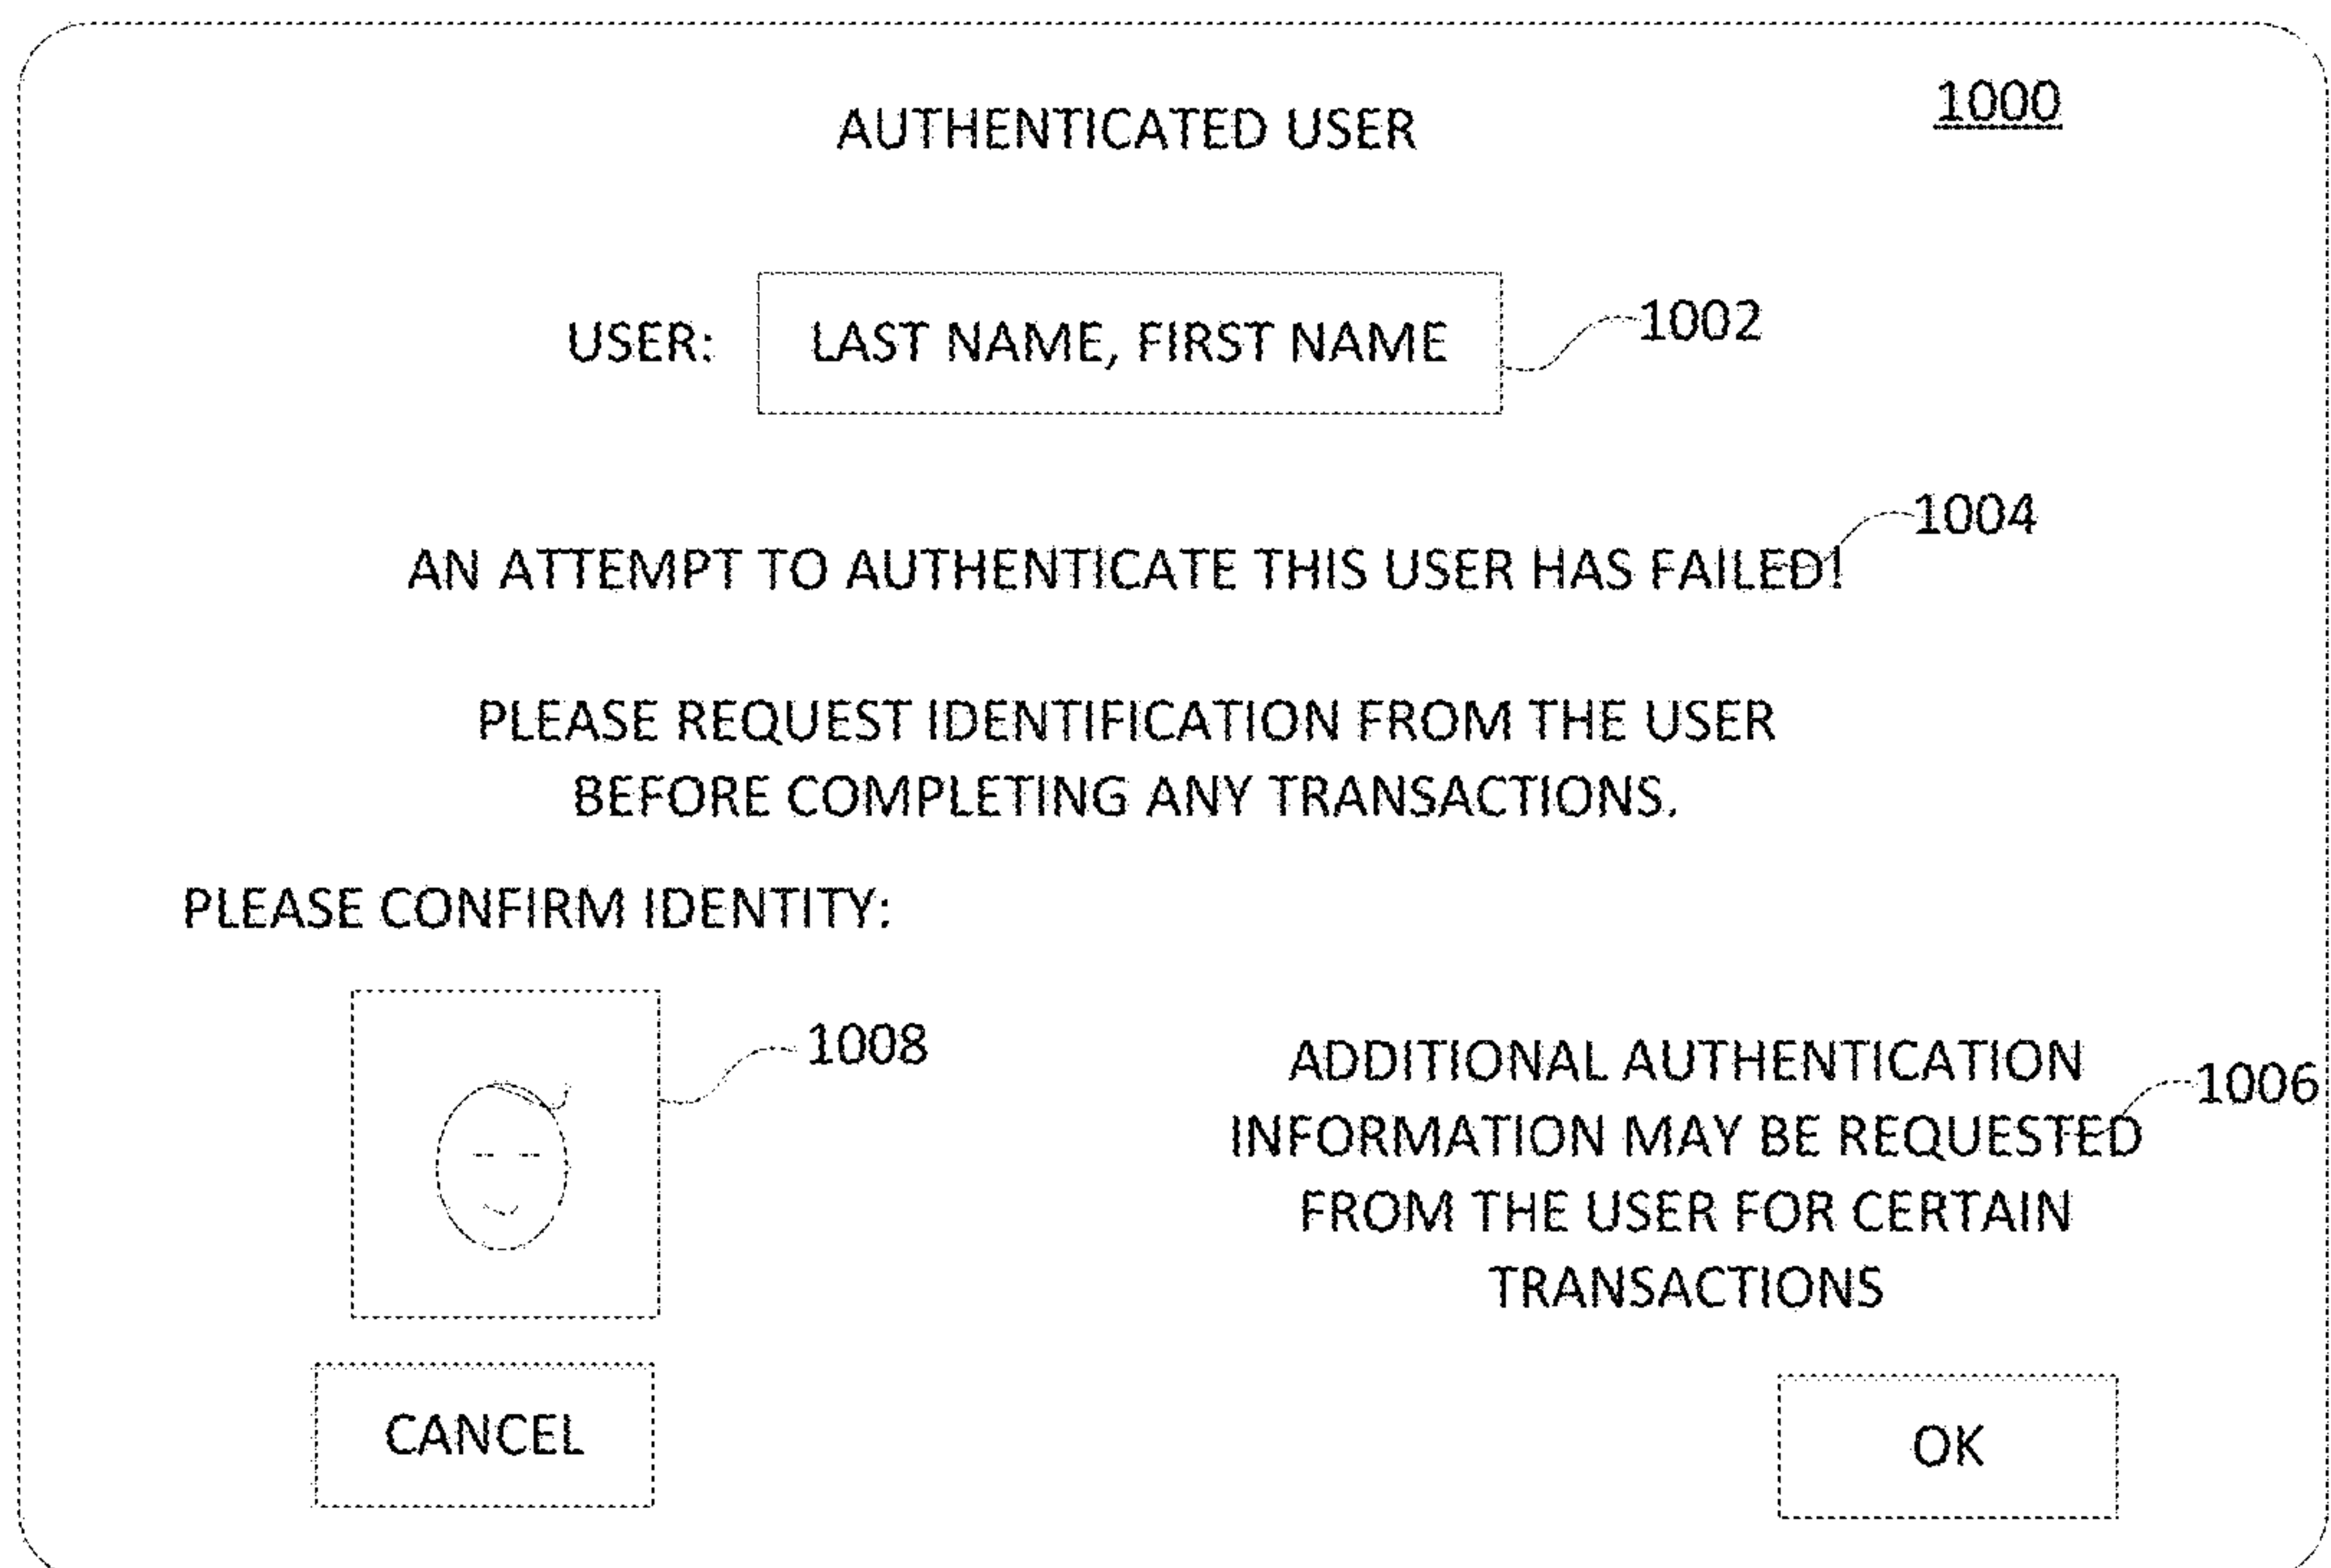 1000
AUTHENTICATED USER
USER: LAST NAME, FIRST NAME 1002
1004
AN ATTEMPT TO AUTHENTICATE THIS USER HAS FAILED!
PLEASE REQUEST IDENTIFICATION FROM THE USER
BEFORE COMPLETING ANY TRANSACTIONS.
PLEASE CONFIRM IDENTITY:
1008
ADDITIONAL AUTHENTICATION
1006
INFORMATION MAY BE REQUESTED
FROM THE USER FOR CERTAIN
TRANSACTIONS
CANCEL
OK